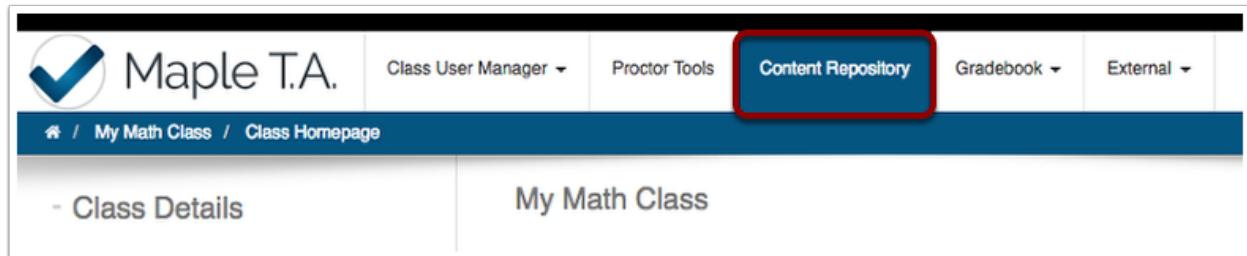 Maple T.A. Class User Manager Proctor Tools Content Repository Gradebook External
/ My Math Class / Class Homepage
- Class Details My Math Class